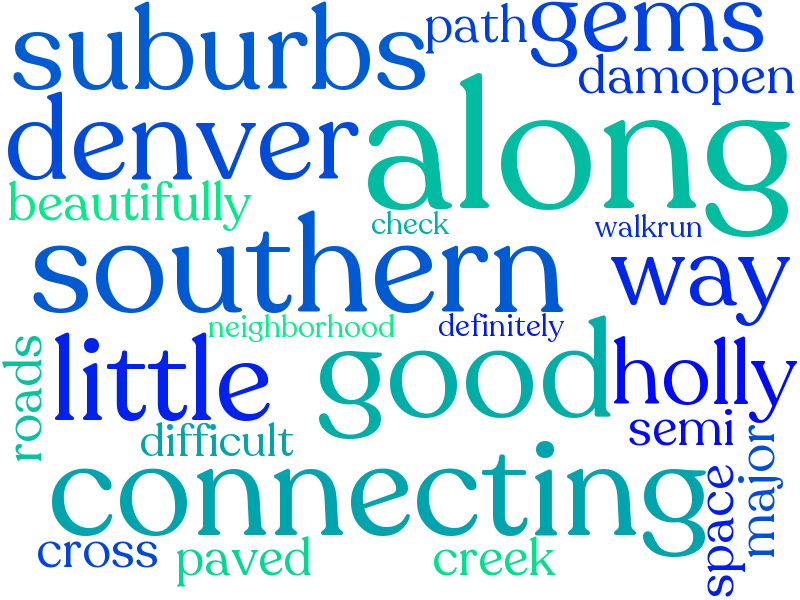 suburbs
path
gems
damopen
denver
along
beautifully
check
walkrun
southern
way
neighborhood
definitely
roads
little
good
holly
difficult
semi
connecting
major
space
cross
paved
creek